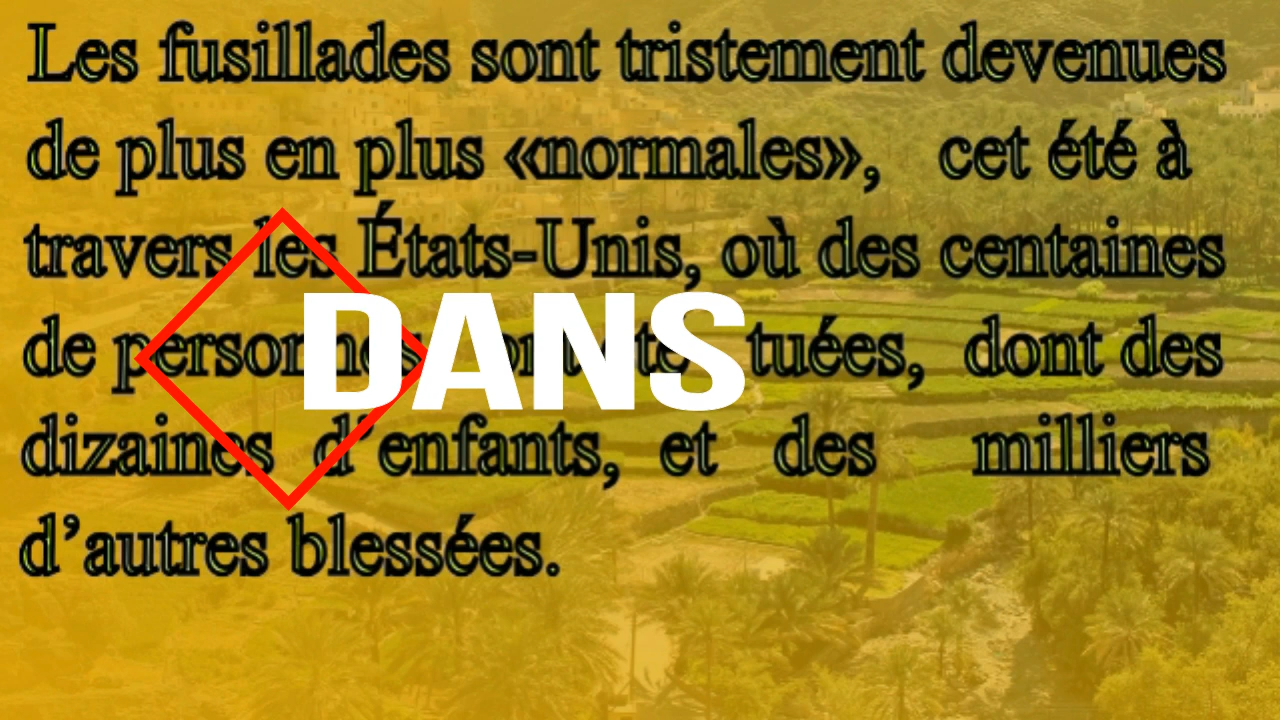 Les fusillades sont tristement devenues
de plus en plus «normales», cet été à
travers les États-Unis, où des centaines
de personnes tuées, dont des
DANS
dizaines d’enfants, et des milliers
d’autres blessées.